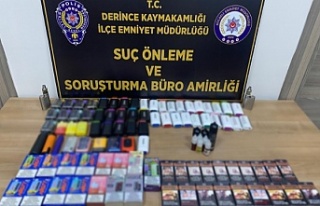 T.C.
DERİNCE KAYMAKAMLIĞI
İLÇE EMNİYET MÜDÜRLÜĞÜ
SUÇ ÖNLEME
VE
SORUŞTURMA BÜRO AMİRLİĞİ